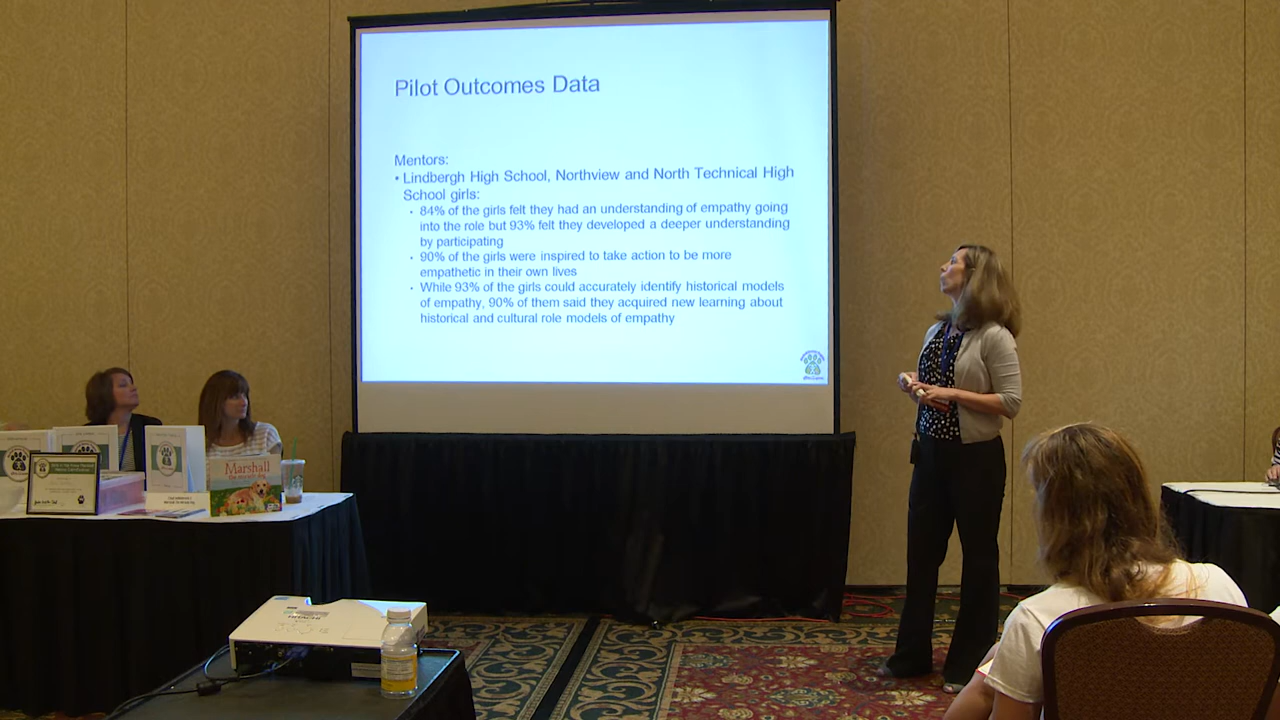 Pilot Outcomes Data
Mentors:
• Lindbergh High School, Northview and North Technical High
School girls:
• 84% of the girls felt they had an understanding of empathy going
into the role but 93% felt they developed a deeper understanding
by participating
• 90% of the girls were inspired to take action to be more
empathetic in their own lives
• While 93% of the girls could accurately identify historical models
of empathy, 90% of them said they acquired new learning about
historical and cultural role models of empathy
Marshall
HITACHI